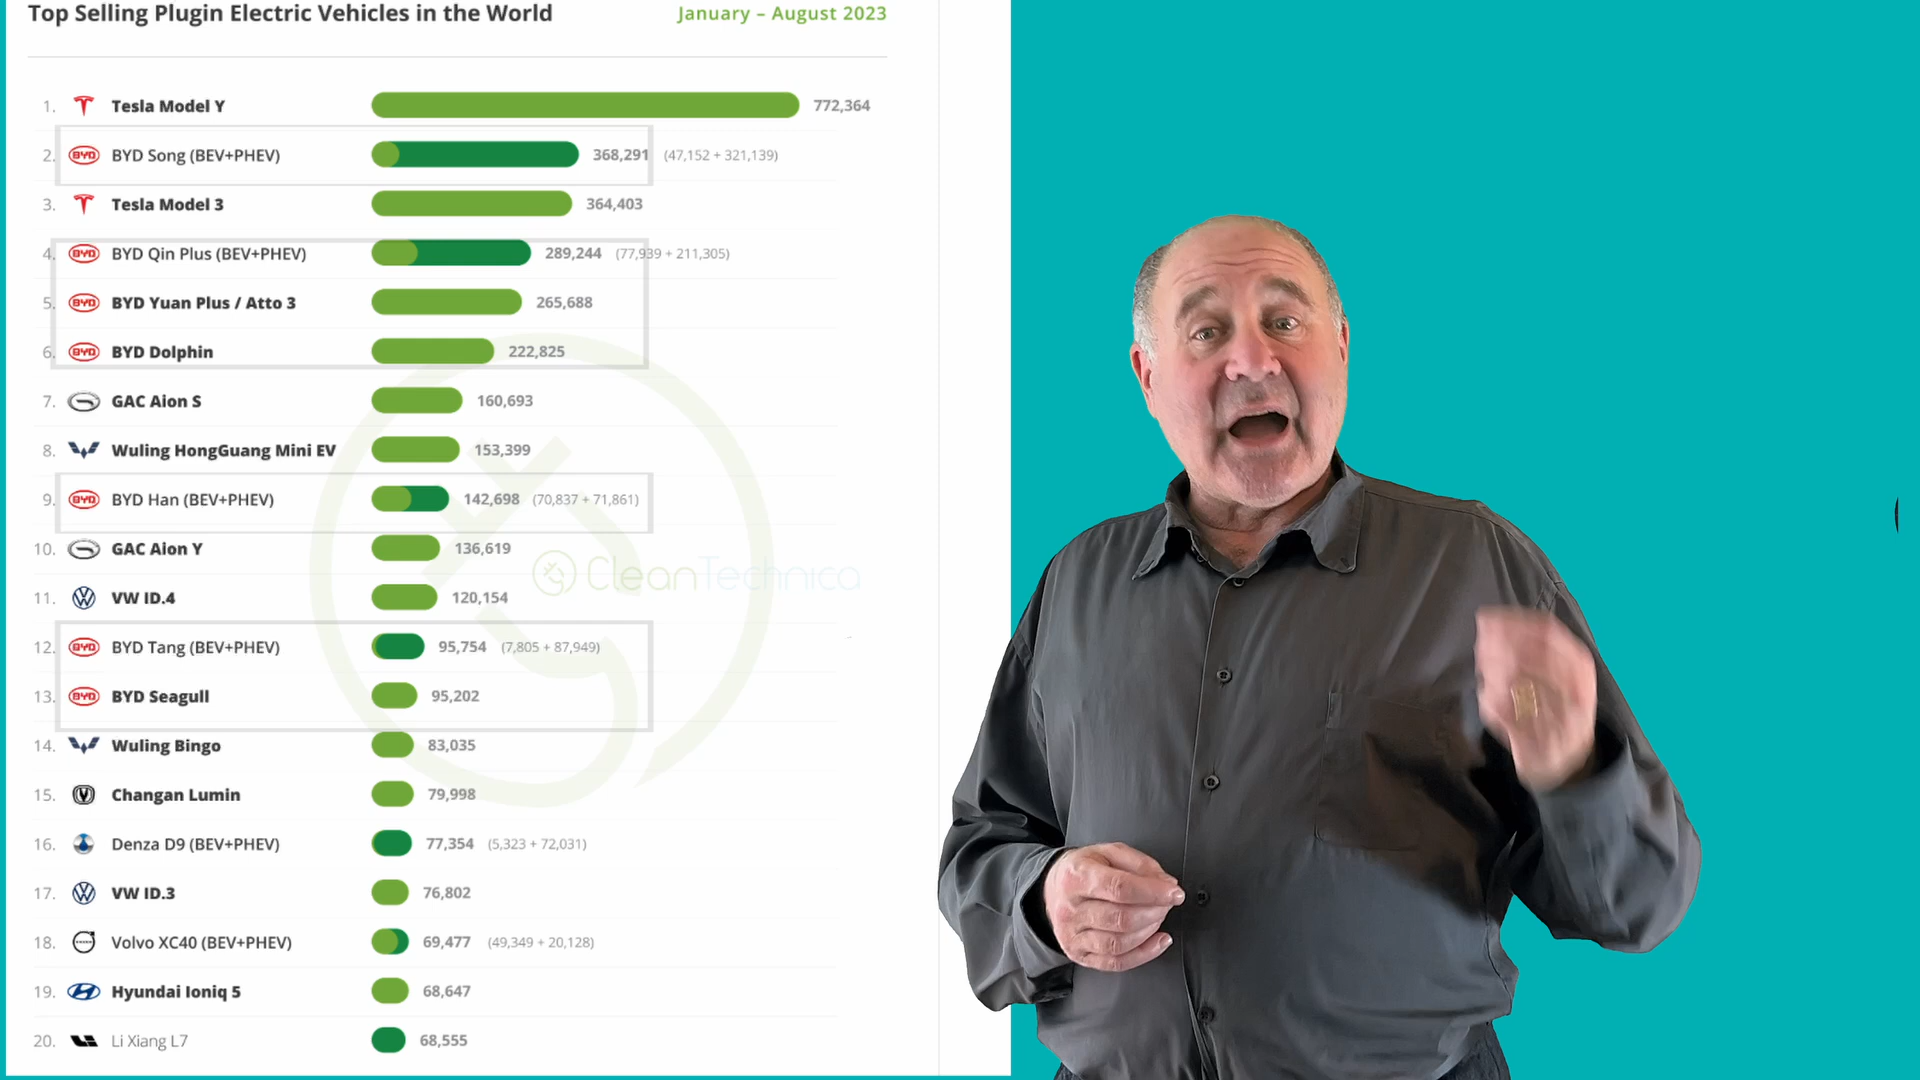 Top Selling Plugin Electric Vehicles in the World January – August 2023
1. Tesla Model Y 772,364
2. BYD BYD Song (BEV+PHEV) 368,291 (47,152 + 321,139)
3. Tesla Model 3 364,403
4. BYD BYD Qin Plus (BEV+PHEV) 289,244 (77,939 + 211,305)
5. BYD BYD Yuan Plus / Atto 3 265,688
6. BYD BYD Dolphin 222,825
7. GAC Aion S 160,693
8. Wuling HongGuang Mini EV 153,399
9. BYD BYD Han (BEV+PHEV) 142,698 (70,837 + 71,861)
10. GAC Aion Y 136,619
CleanTechnica
11. VW ID.4 120,154
12. BYD BYD Tang (BEV+PHEV) 95,754 (7,805 + 87,949)
13. BYD BYD Seagull 95,202
14. Wuling Bingo 83,035
15. Changan Lumin 79,998
16. Denza D9 (BEV+PHEV) 77,354 (5,323 + 72,031)
17. VW ID.3 76,802
18. Volvo XC40 (BEV+PHEV) 69,477 (49,349 + 20,128)
19. Hyundai Ioniq 5 68,647
20. Li Xiang L7 68,555